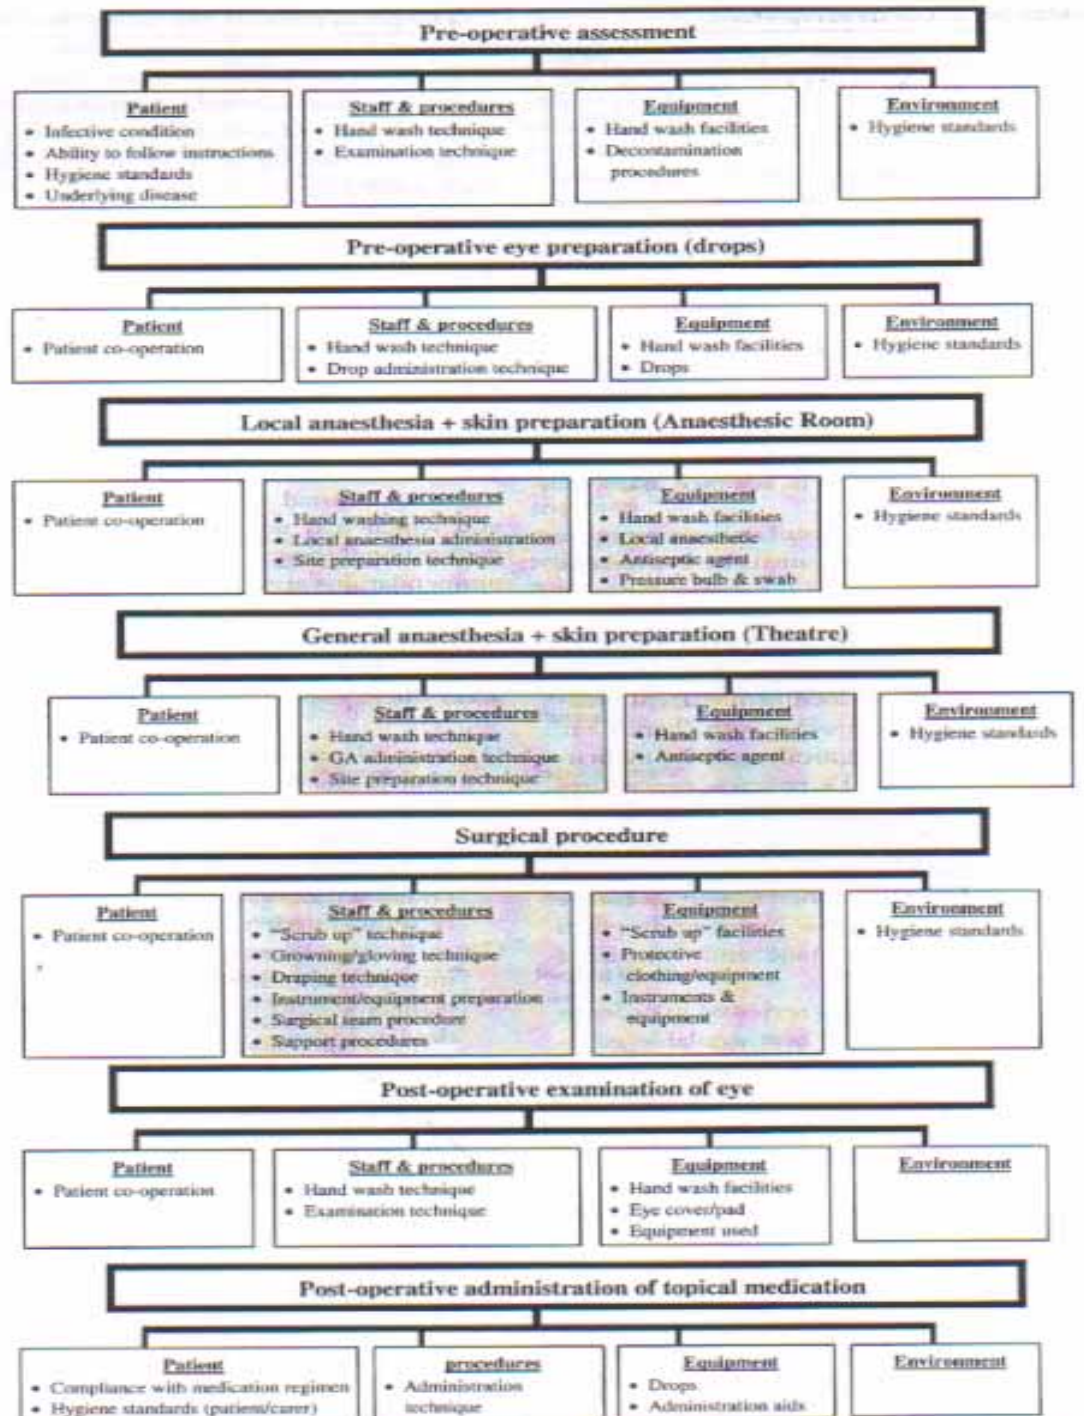 Pre-operative assessment
Patient
• Infective condition
• Ability to follow instructions
• Hygiene standards
• Underlying disease
Staff & procedures
• Hand wash technique
• Examination technique
Equipment
• Hand wash facilities
• Decontamination
procedures
Environment
• Hygiene standards
Pre-operative eye preparation (drops)
Patient
• Patient co-operation
Staff & procedures
• Hand wash technique
• Drop administration technique
Equipment
• Hand wash facilities
• Drops
Environment
• Hygiene standards
Local anaesthesia + skin preparation (Anaesthesic Room)
Patient
• Patient co-operation
Staff & procedures
• Hand washing technique
• Local anaesthesia administration
• Site preparation technique
Equipment
• Hand wash facilities
• Local anaesthetic
• Antiseptic agent
• Pressure bulb & swab
Environment
• Hygiene standards
General anaesthesia + skin preparation (Theatre)
Patient
• Patient co-operation
Staff & procedures
• Hand wash technique
• GA administration technique
• Site preparation technique
Equipment
• Hand wash facilities
• Antiseptic agent
Environment
• Hygiene standards
Surgical procedure
Patient
• Patient co-operation
Staff & procedures
• "Scrub up" technique
• Growning/gloving technique
• Draping technique
• Instrument/equipment preparation
• Surgical team procedure
• Support procedures
Equipment
• "Scrub up" facilities
• Protective
clothing/equipment
• Instruments &
equipment
Environment
• Hygiene standards
Post-operative examination of eye
Patient
• Patient co-operation
Staff & procedures
• Hand wash technique
• Examination technique
Equipment
• Hand wash facilities
• Eye cover/pad
• Equipment used
Environment
Post-operative administration of topical medication
Patient
• Compliance with medication regimen
• Hygiene standards (patient/carer)
procedures
• Administration
technique
Equipment
• Drops
• Administration aids
Environment